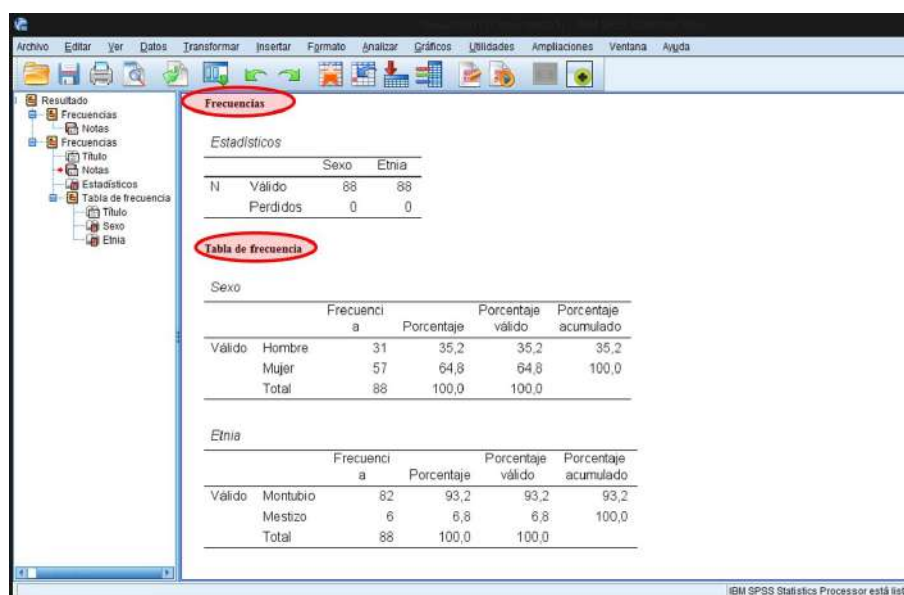 Archivo Editar Ver Datos Transformar Insertar Formato Analizar Gráficos Utilidades Ampliaciones Ventana Ayuda
Resultado
Frecuencias
Notas
Frecuencias
Título
Notas
Estadísticos
Tabla de frecuencia
Título
Sexo
Etnia
Frecuencias
Estadísticos
Sexo Etnia
N Válido 88 88
Perdidos 0 0
Tabla de frecuencia
Sexo
Frecuenci
a Porcentaje Porcentaje válido Porcentaje acumulado
Válido Hombre 31 35,2 35,2 35,2
Mujer 57 64,8 64,8 100,0
Total 88 100,0 100,0
Etnia
Frecuenci
a Porcentaje Porcentaje válido Porcentaje acumulado
Válido Montubio 82 93,2 93,2 93,2
Mestizo 6 6,8 6,8 100,0
Total 88 100,0 100,0
IBM SPSS Statistics Processor está list